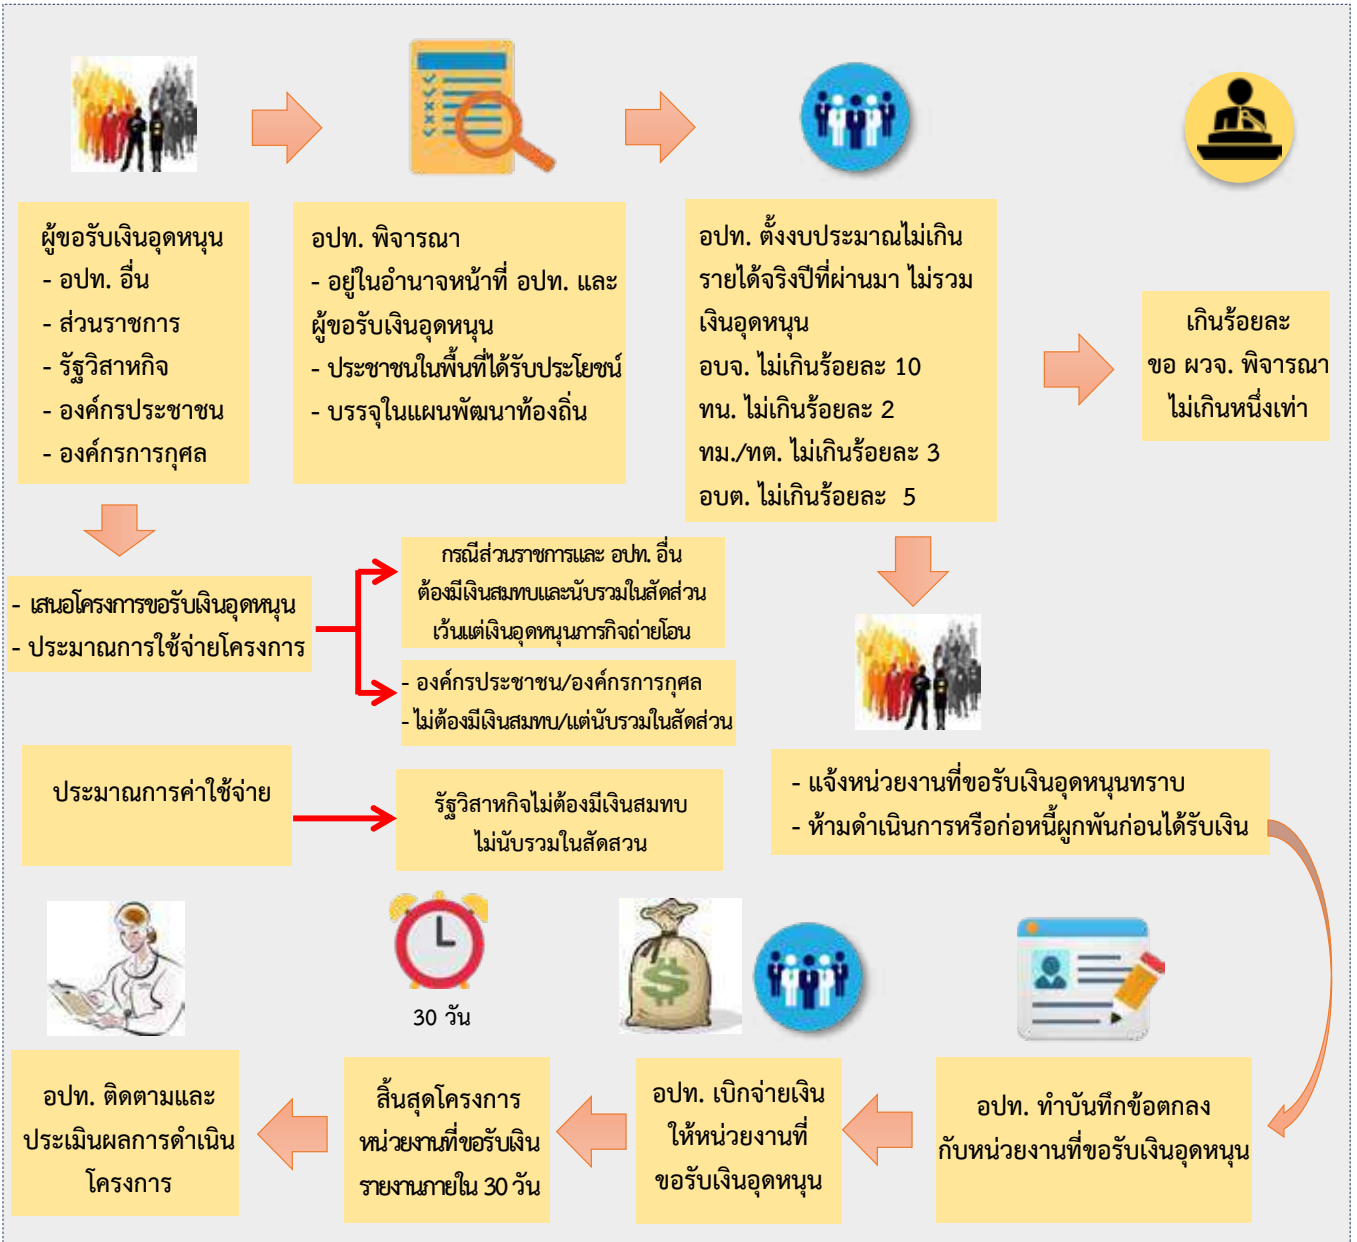 ผู้ขอรับเงินอุดหนุน
- อปท. อื่น
- ส่วนราชการ
- รัฐวิสาหกิจ
- องค์กรประชาชน
- องค์กรการกุศล
อปท. พิจารณา
- อยู่ในอำนาจหน้าที่ อปท. และ
ผู้ขอรับเงินอุดหนุน
- ประชาชนในพื้นที่ได้รับประโยชน์
- บรรจุในแผนพัฒนาท้องถิ่น
อปท. ตั้งงบประมาณไม่เกิน
รายได้จริงปีที่ผ่านมา ไม่รวม
เงินอุดหนุน
อบจ. ไม่เกินร้อยละ 10
ทน. ไม่เกินร้อยละ 2
ทม./ทต. ไม่เกินร้อยละ 3
อบต. ไม่เกินร้อยละ 5
เกินร้อยละ
ขอ ผวจ. พิจารณา
ไม่เกินหนึ่งเท่า
- เสนอโครงการขอรับเงินอุดหนุน
- ประมาณการใช้จ่ายโครงการ
กรณีส่วนราชการและ อปท. อื่น
ต้องมีเงินสมทบและนับรวมในสัดส่วน
เว้นแต่เงินอุดหนุนภารกิจถ่ายโอน
- องค์กรประชาชน/องค์กรการกุศล
- ไม่ต้องมีเงินสมทบ/แต่นับรวมในสัดส่วน
ประมาณการค่าใช้จ่าย
รัฐวิสาหกิจไม่ต้องมีเงินสมทบ
ไม่นับรวมในสัดสวน
- แจ้งหน่วยงานที่ขอรับเงินอุดหนุนทราบ
- ห้ามดำเนินการหรือก่อหนี้ผูกพันก่อนได้รับเงิน
อปท. ทำบันทึกข้อตกลง
กับหน่วยงานที่ขอรับเงินอุดหนุน
อปท. เบิกจ่ายเงิน
ให้หน่วยงานที่
ขอรับเงินอุดหนุน
30 วัน
สิ้นสุดโครงการ
หน่วยงานที่ขอรับเงิน
รายงานภายใน 30 วัน
อปท. ติดตามและ
ประเมินผลการดำเนิน
โครงการ